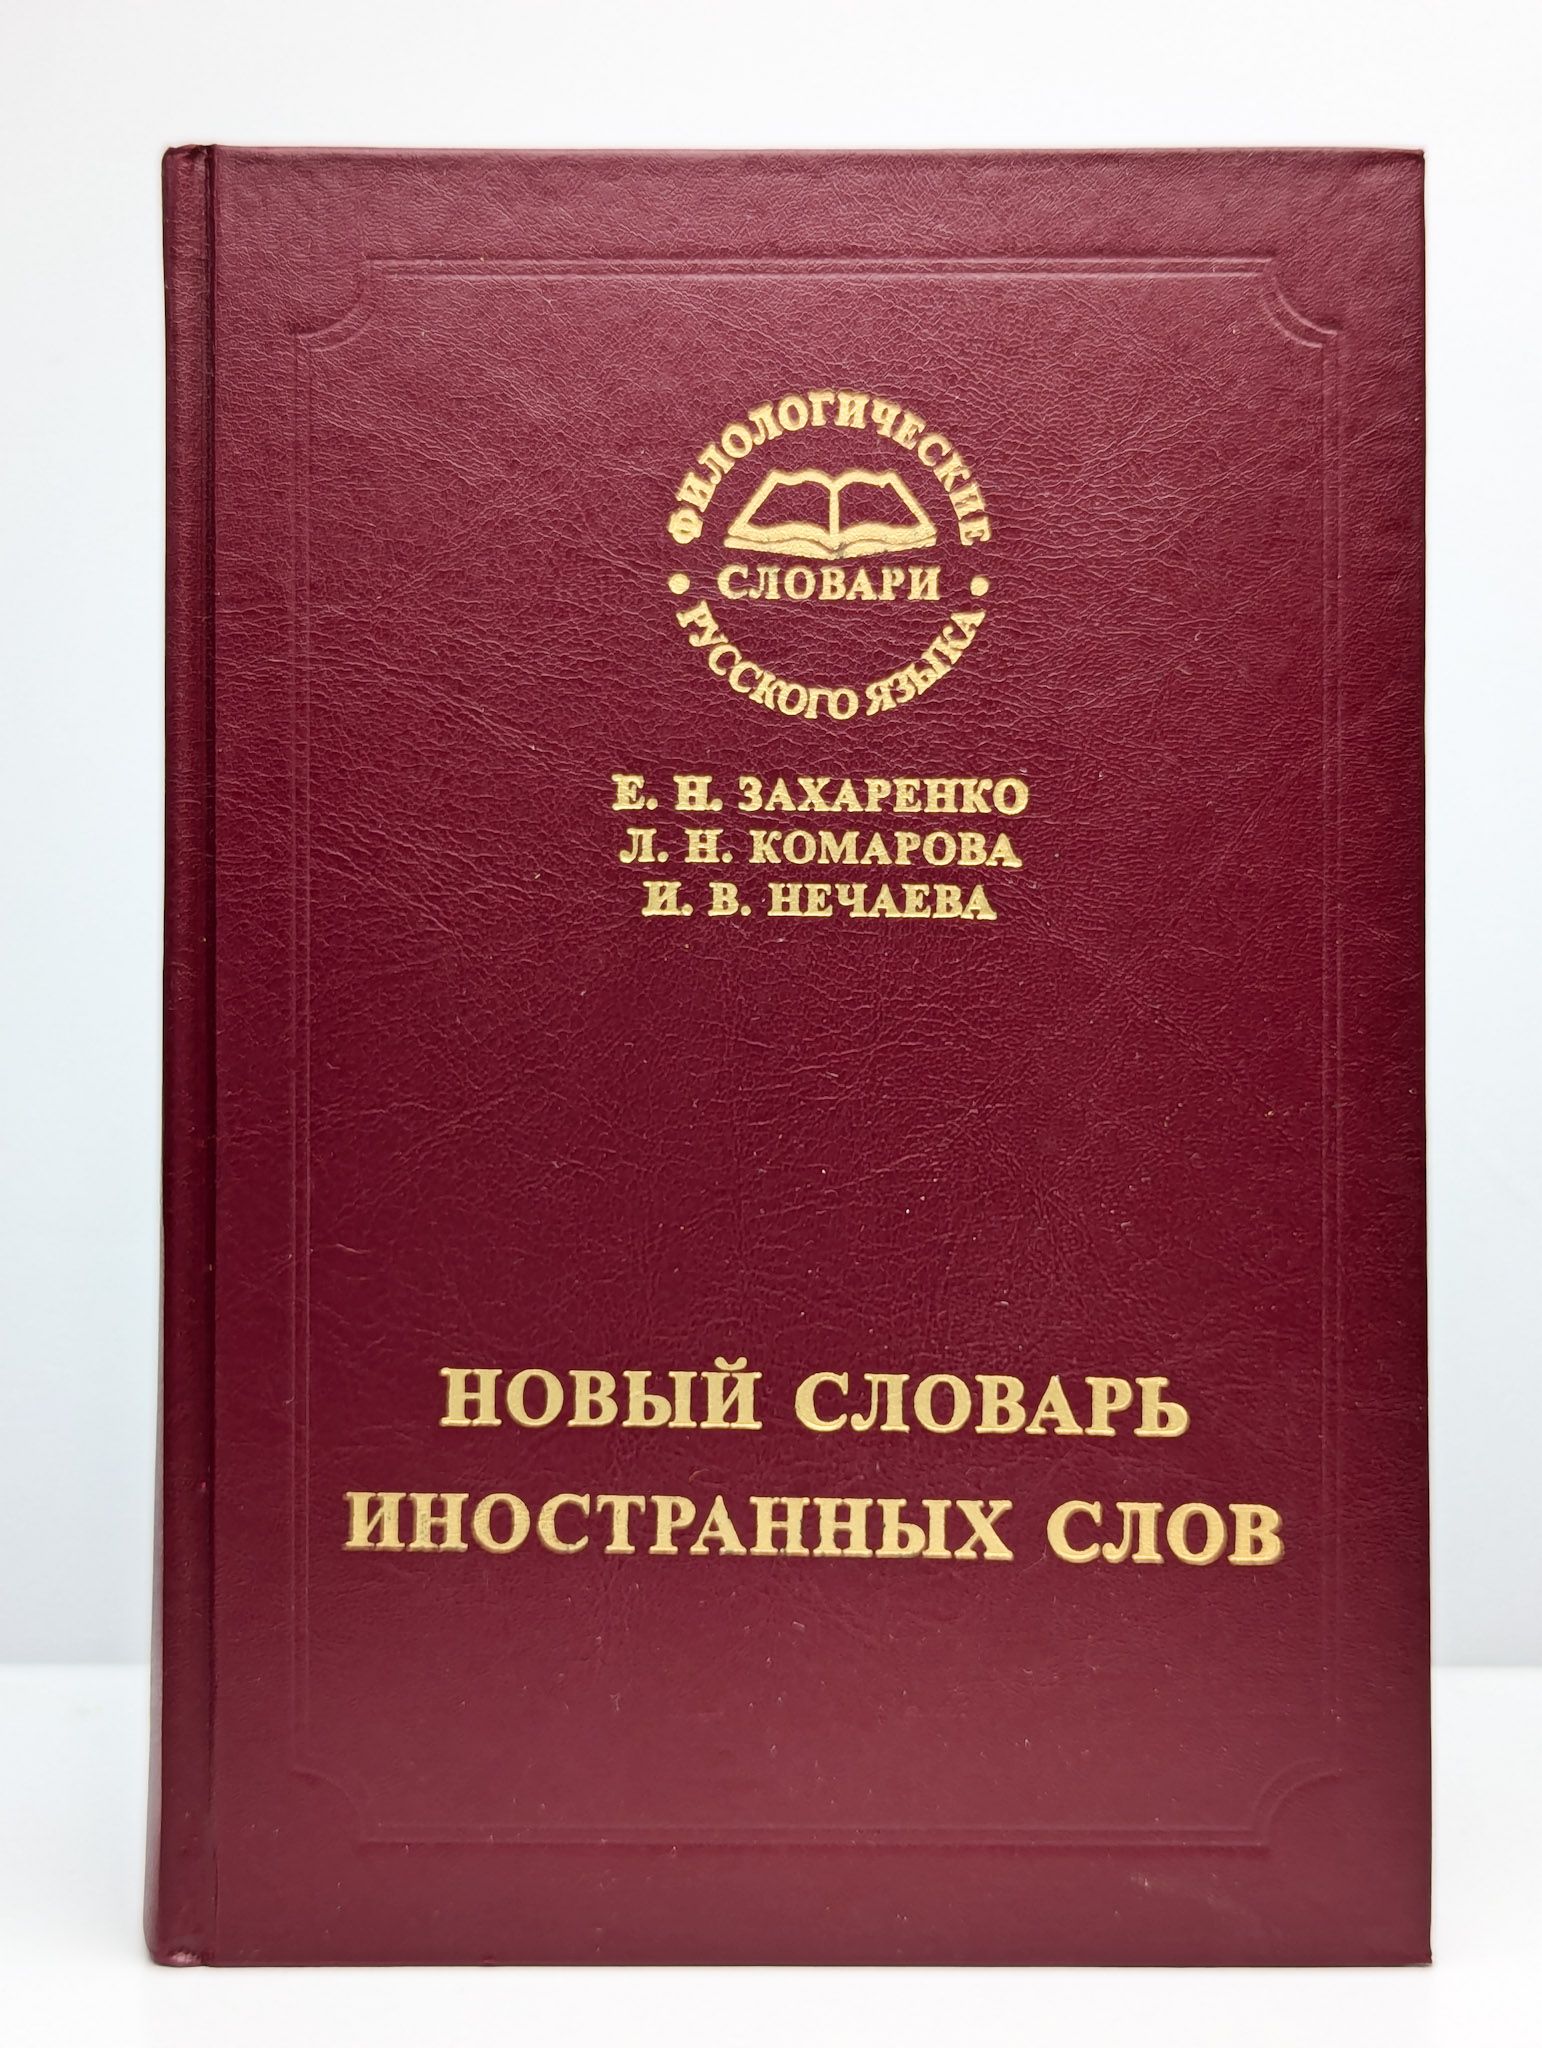 ФИЛОЛОГИЧЕСКИЕ
• СЛОВАРИ •
РУССКОГО ЯЗЫКА
Е. Н. ЗАХАРЕНКО
Л. Н. КОМАРОВА
И. В. НЕЧАЕВА
НОВЫЙ СЛОВАРЬ
ИНОСТРАННЫХ СЛОВ